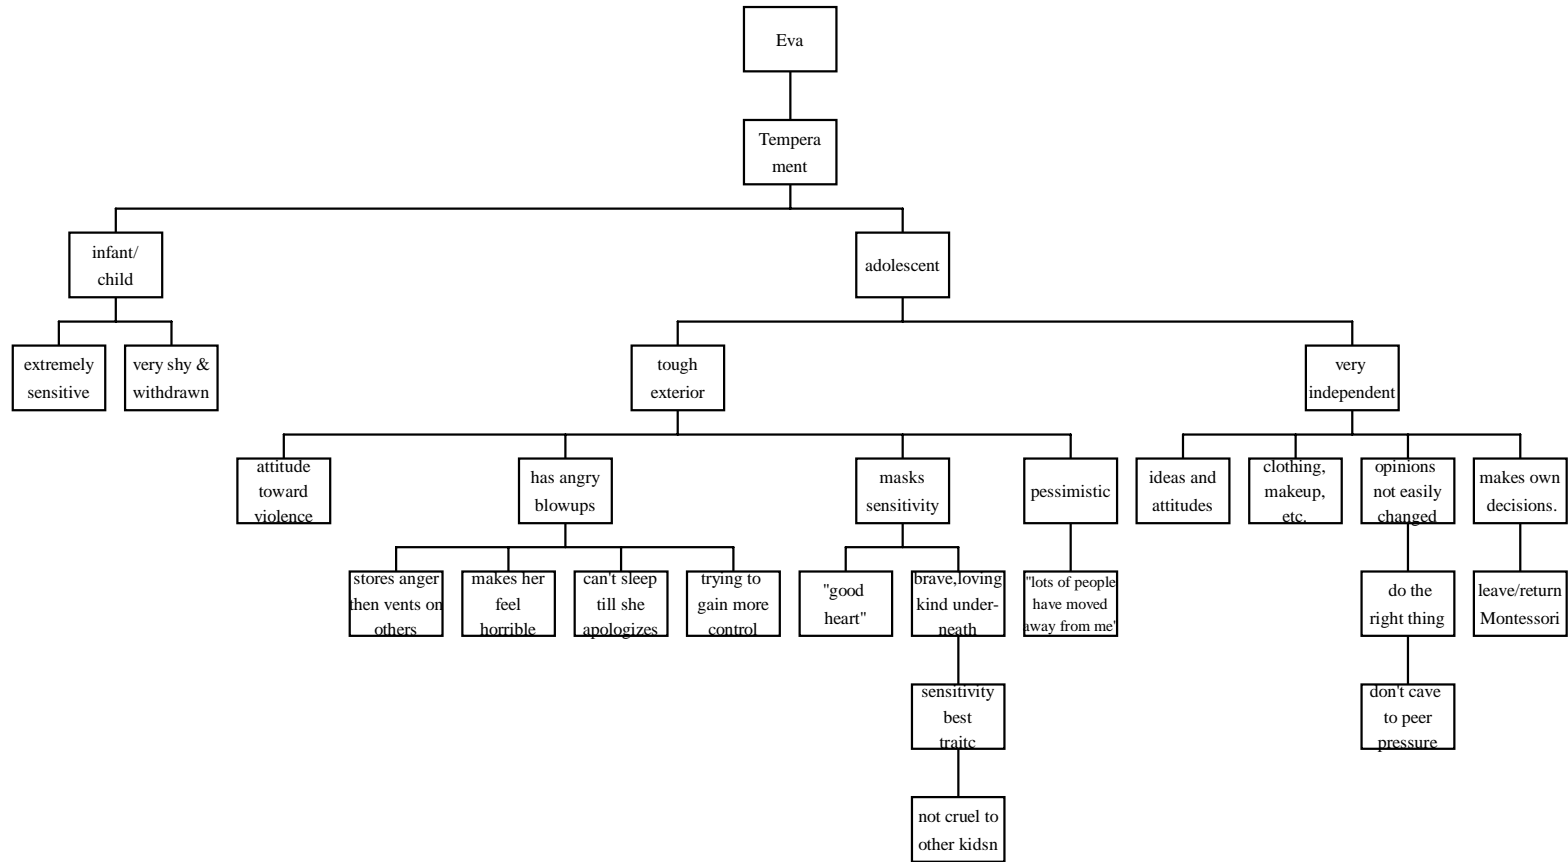 Eva
Tempera
ment
infant/
child
adolescent
extremely
sensitive
very shy &
withdrawn
tough
exterior
very
independent
attitude
toward
violence
has angry
blowups
masks
sensitivity
pessimistic
ideas and
attitudes
clothing,
makeup,
etc.
opinions
not easily
changed
makes own
decisions.
stores anger
then vents on
others
makes her
feel
horrible
can't sleep
till she
apologizes
trying to
gain more
control
"good
heart"
brave,loving
kind under-
neath
"lots of people
have moved
away from me"
do the
right thing
leave/return
Montessori
sensitivity
best
traitc
don't cave
to peer
pressure
not cruel to
other kidsn